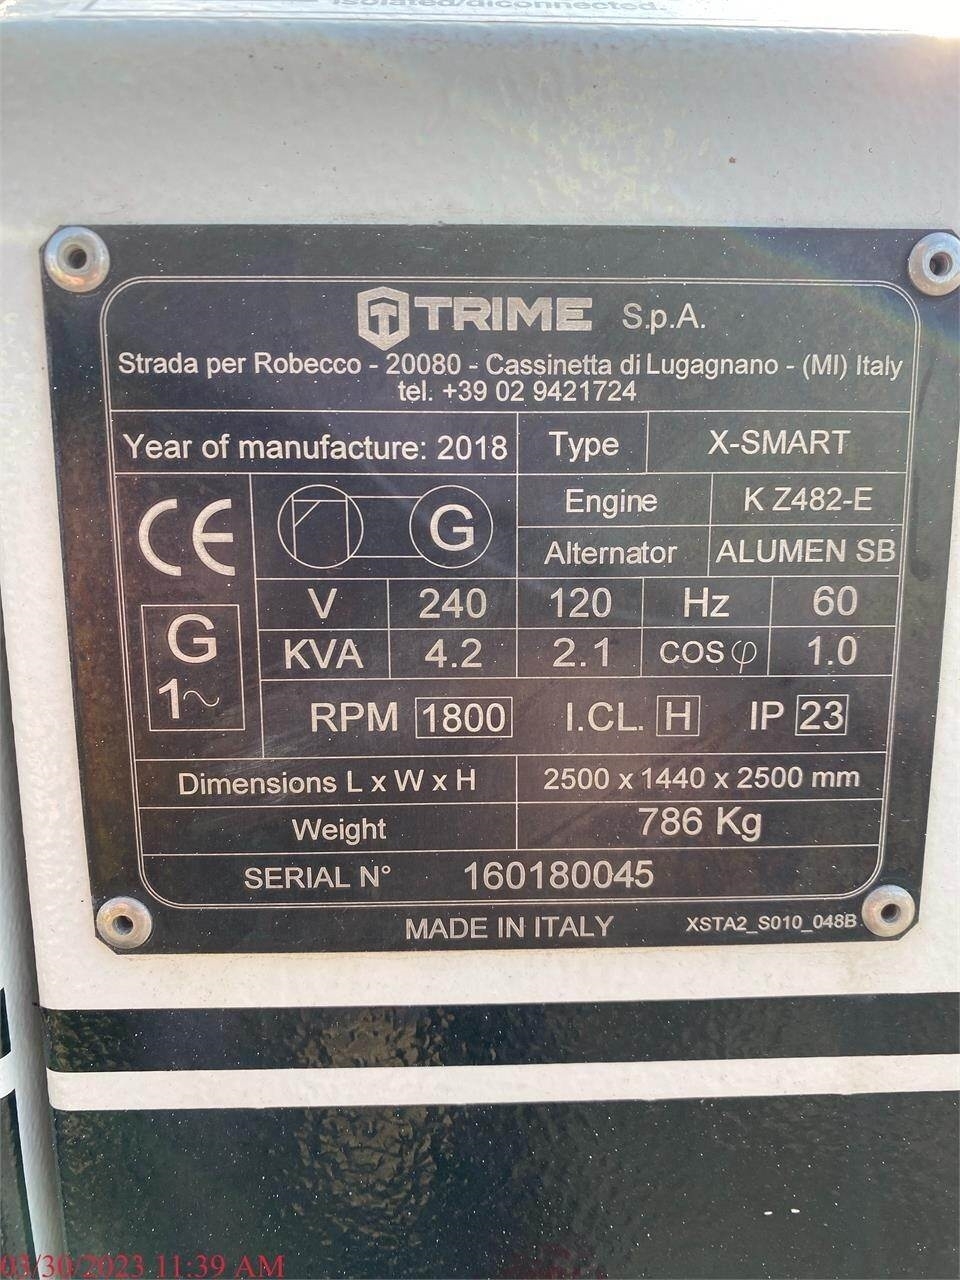 isolated/disconnected.
TRIME S.p.A.
Strada per Robecco - 20080 - Cassinetta di Lugagnano - (MI) Italy
tel. +39 02 9421724
Year of manufacture: 2018 Type X-SMART
CE G Engine K Z482-E
Alternator ALUMEN SB
G 1~
V 240 120 Hz 60
KVA 4.2 2.1 COS φ 1.0
RPM 1800 I.CL. H IP 23
Dimensions L x W x H 2500 x 1440 x 2500 mm
Weight 786 Kg
SERIAL N° 160180045
MADE IN ITALY XSTA2_S010_048B
03/30/2023 11:39 AM